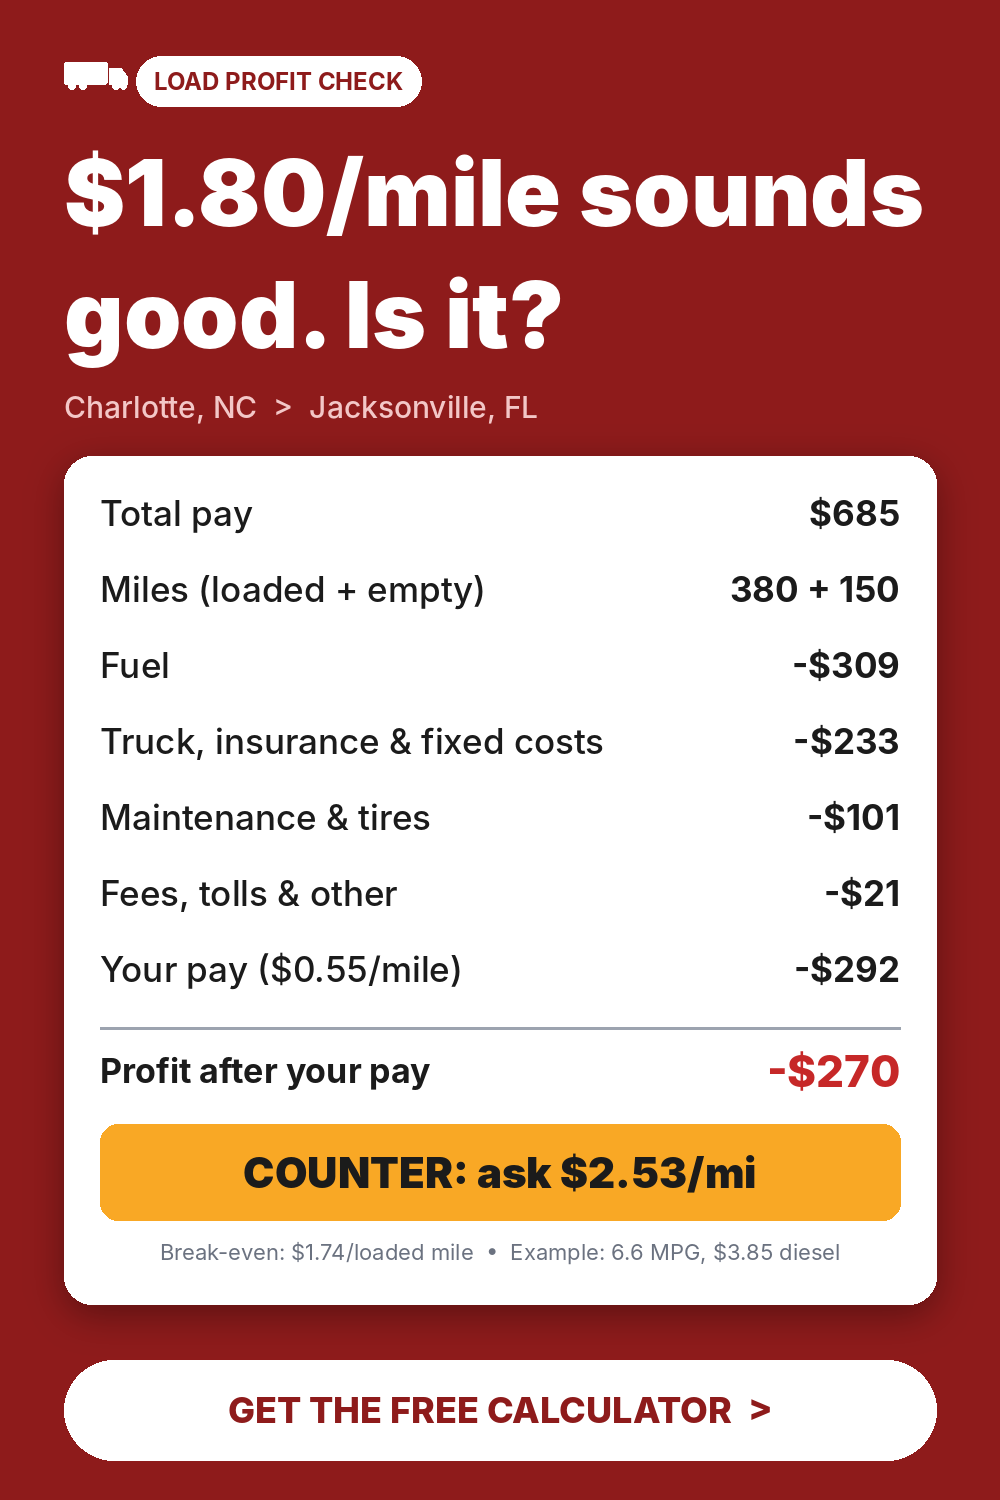 LOAD PROFIT CHECK
$1.80/mile sounds
good. Is it?
Charlotte, NC > Jacksonville, FL
Total pay $685
Miles (loaded + empty) 380 + 150
Fuel -$309
Truck, insurance & fixed costs -$233
Maintenance & tires -$101
Fees, tolls & other -$21
Your pay ($0.55/mile) -$292
Profit after your pay -$270
COUNTER: ask $2.53/mi
Break-even: $1.74/loaded mile • Example: 6.6 MPG, $3.85 diesel
GET THE FREE CALCULATOR >